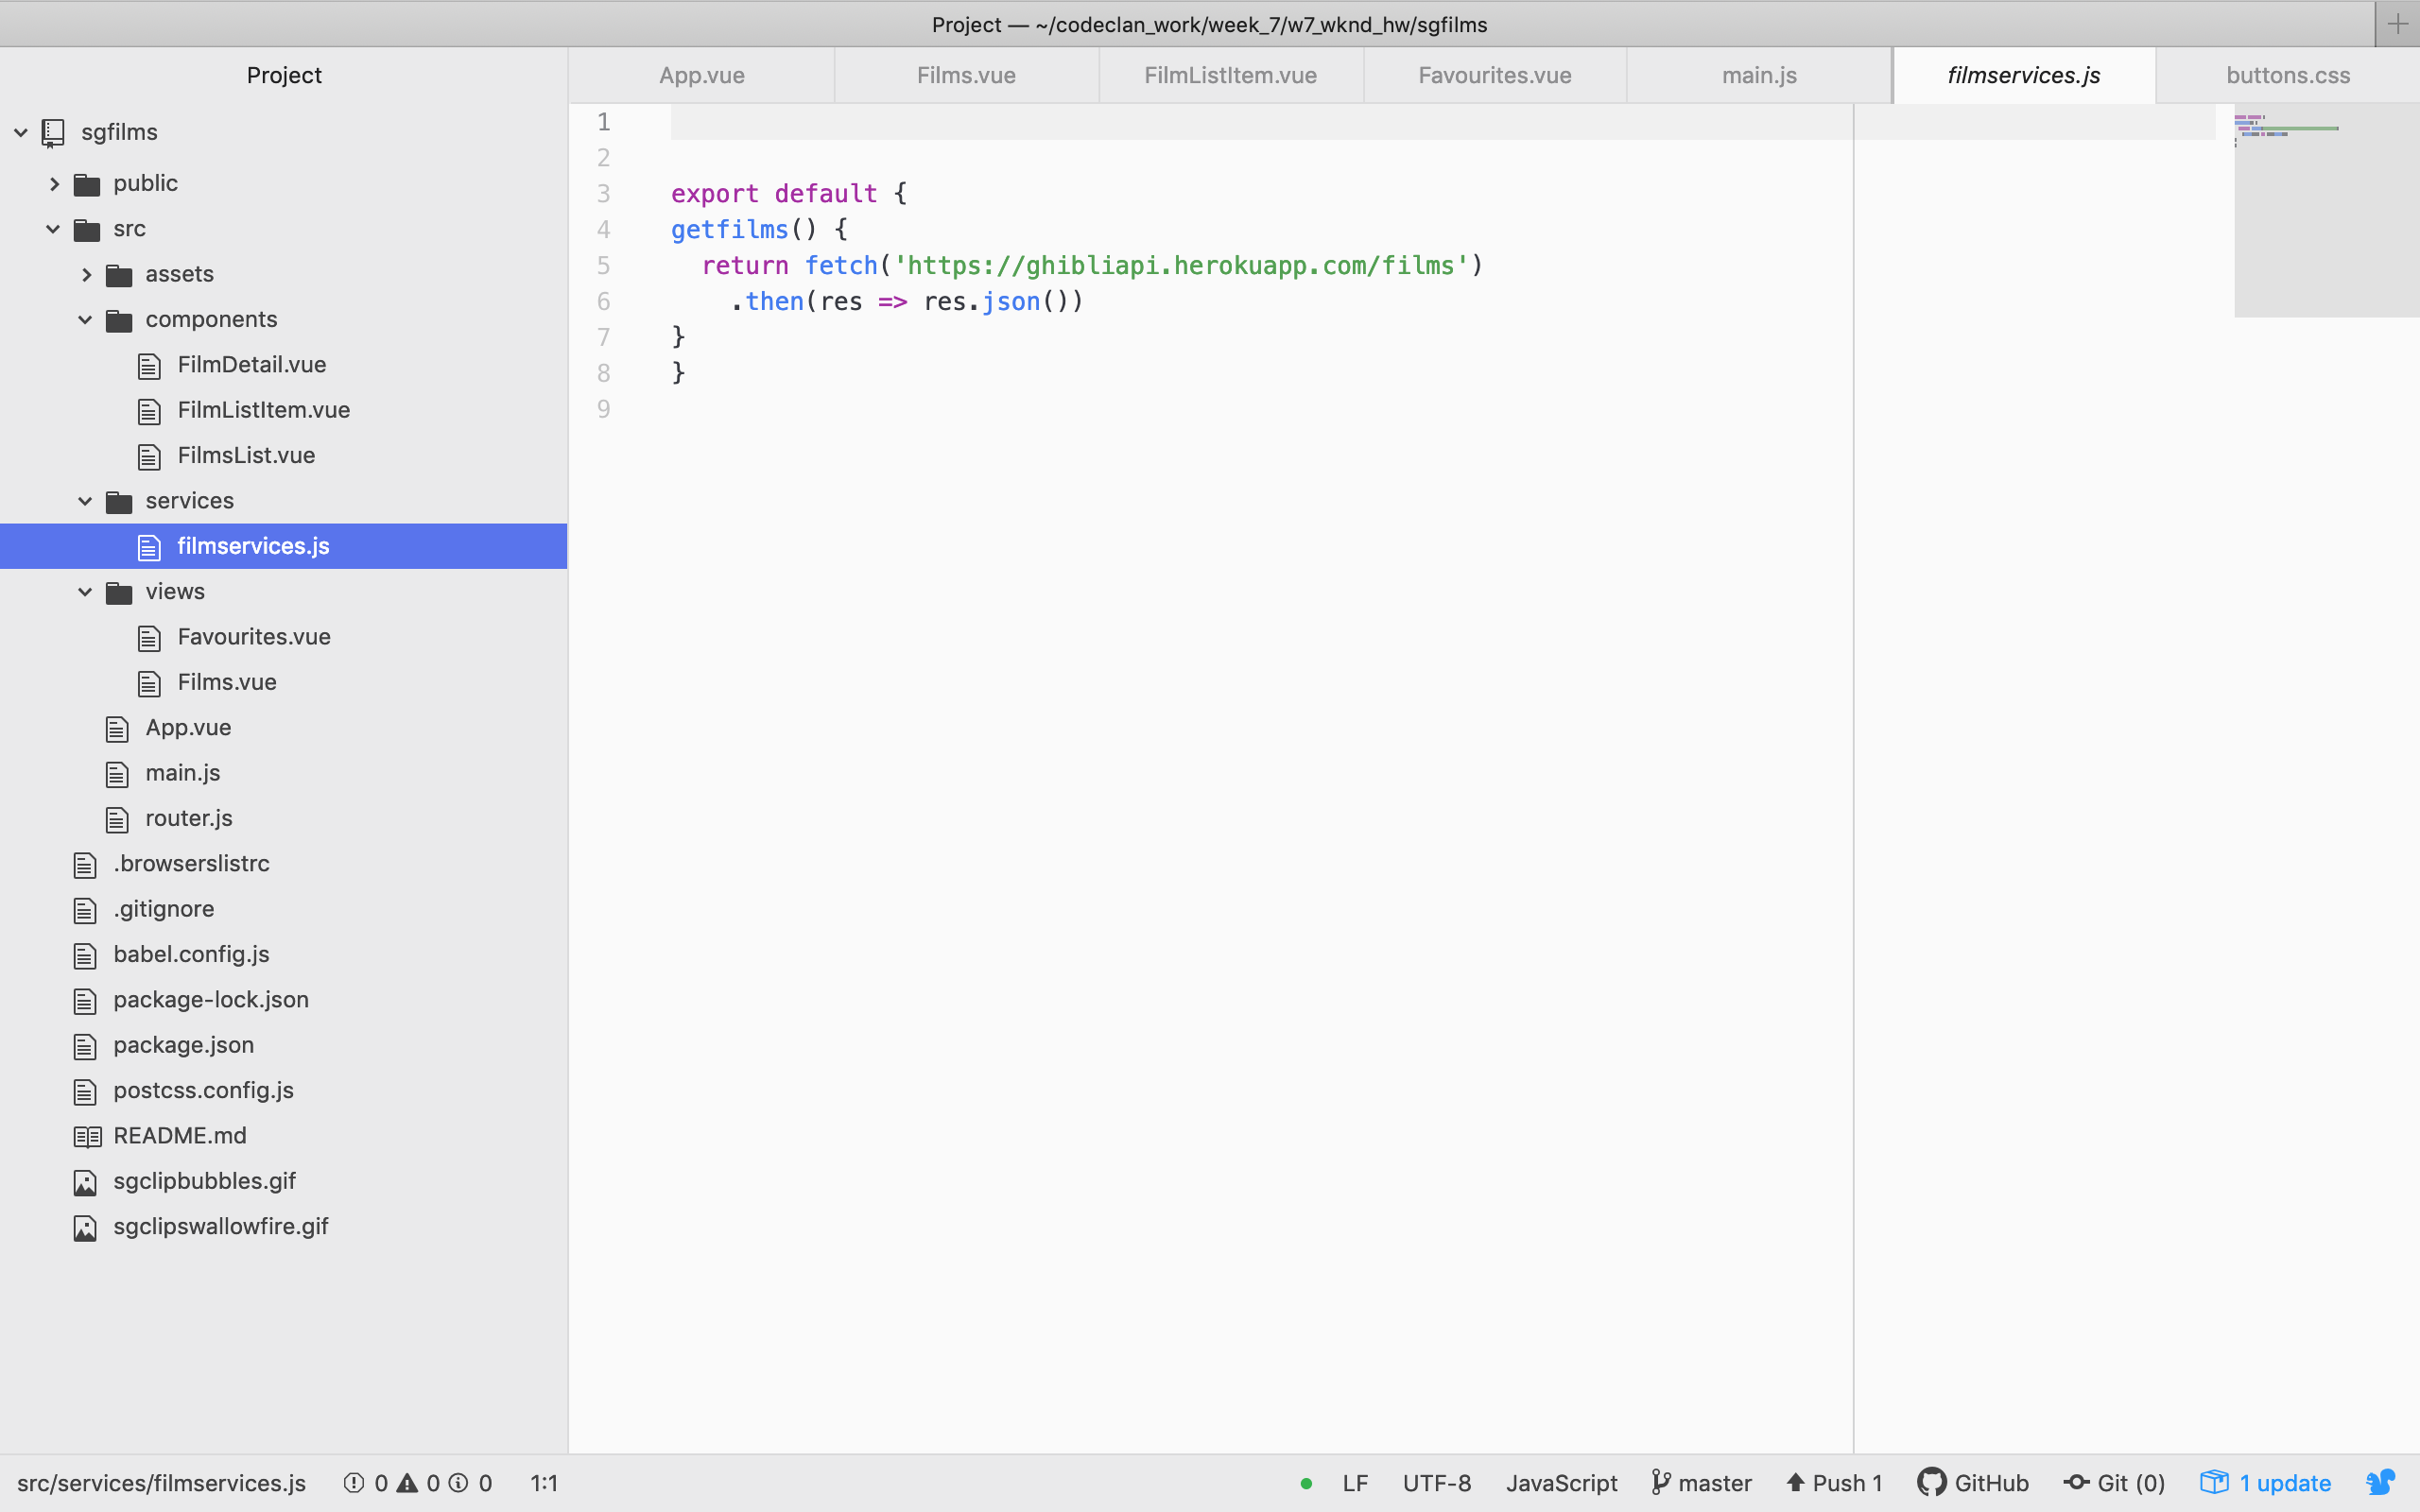 Project — ~/codeclan_work/week_7/w7_wknd_hw/sgfilms
Project
App.vue
Films.vue
FilmListItem.vue
Favourites.vue
main.js
filmservices.js
buttons.css
sgfilms
public
src
assets
components
FilmDetail.vue
FilmListItem.vue
FilmsList.vue
services
filmservices.js
views
Favourites.vue
Films.vue
App.vue
main.js
router.js
.browserslistrc
.gitignore
babel.config.js
package-lock.json
package.json
postcss.config.js
README.md
sgclipbubbles.gif
sgclipswallowfire.gif
1
2
3 export default {
4 getfilms() {
5 return fetch('https://ghibliapi.herokuapp.com/films')
6 .then(res => res.json())
7 }
8 }
9
src/services/filmservices.js 0 0 0 1:1 LF UTF-8 JavaScript master Push 1 GitHub Git (0) 1 update